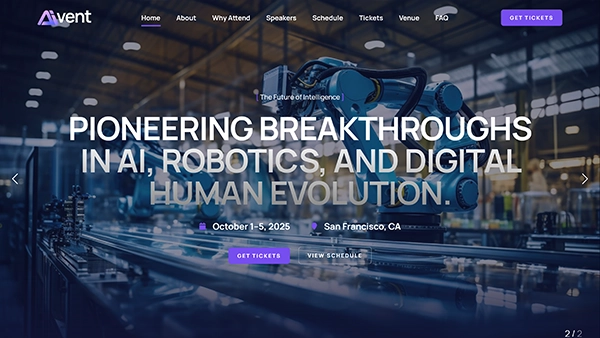 Aivent
Home About Why Attend Speakers Schedule Tickets Venue FAQ
GET TICKETS
[ The Future of Intelligence ]
PIONEERING BREAKTHROUGHS
IN AI, ROBOTICS, AND DIGITAL
HUMAN EVOLUTION.
October 1–5, 2025 San Francisco, CA
GET TICKETS VIEW SCHEDULE
2 / 2